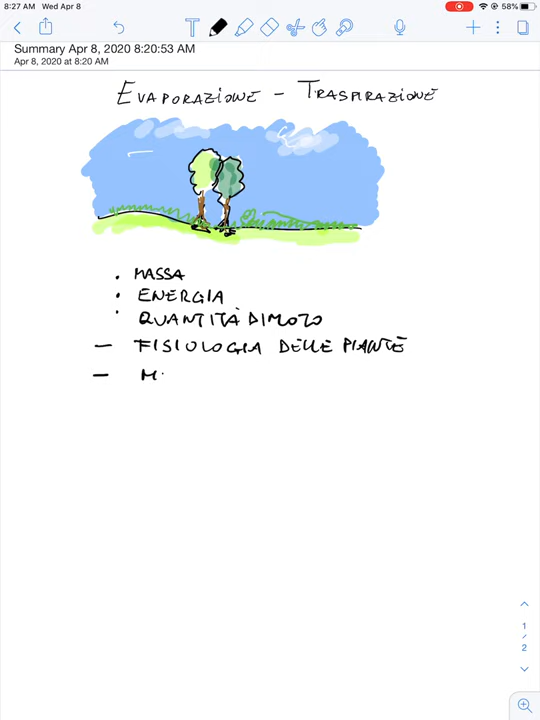 8:27 AM Wed Apr 8
58%
T
Summary Apr 8, 2020 8:20:53 AM
Apr 8, 2020 at 8:20 AM
EVAPORAZIONE - TRASPIRAZIONE
. MASSA
. ENERGIA
. QUANTITÀ DI MOTO
- FISIOLOGIA DELLE PIANTE
- M.
1
/
2